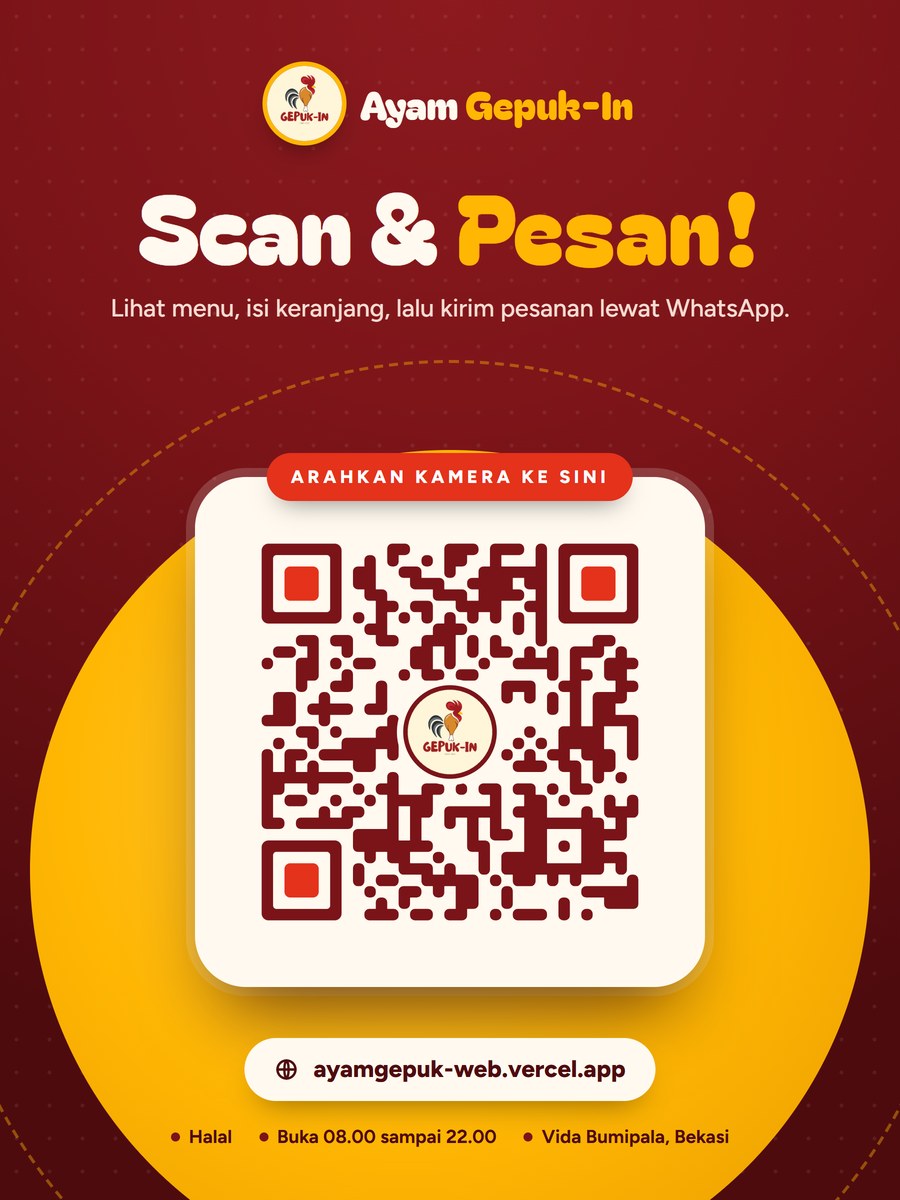 GEPUK-IN
Ayam Gepuk-In
Scan & Pesan!
Lihat menu, isi keranjang, lalu kirim pesanan lewat WhatsApp.
ARAHKAN KAMERA KE SINI
GEPUK-IN
ayamgepuk-web.vercel.app
Halal
Buka 08.00 sampai 22.00
Vida Bumipala, Bekasi